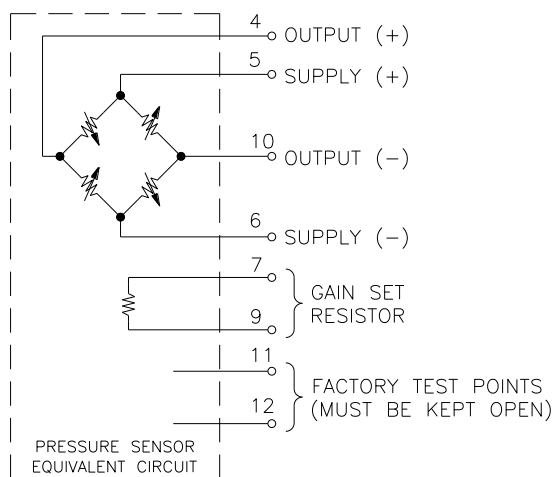 4
OUTPUT (+)
5
SUPPLY (+)
10
OUTPUT (−)
6
SUPPLY (−)
7
GAIN SET
RESISTOR
9
11
FACTORY TEST POINTS
(MUST BE KEPT OPEN)
12
PRESSURE SENSOR
EQUIVALENT CIRCUIT